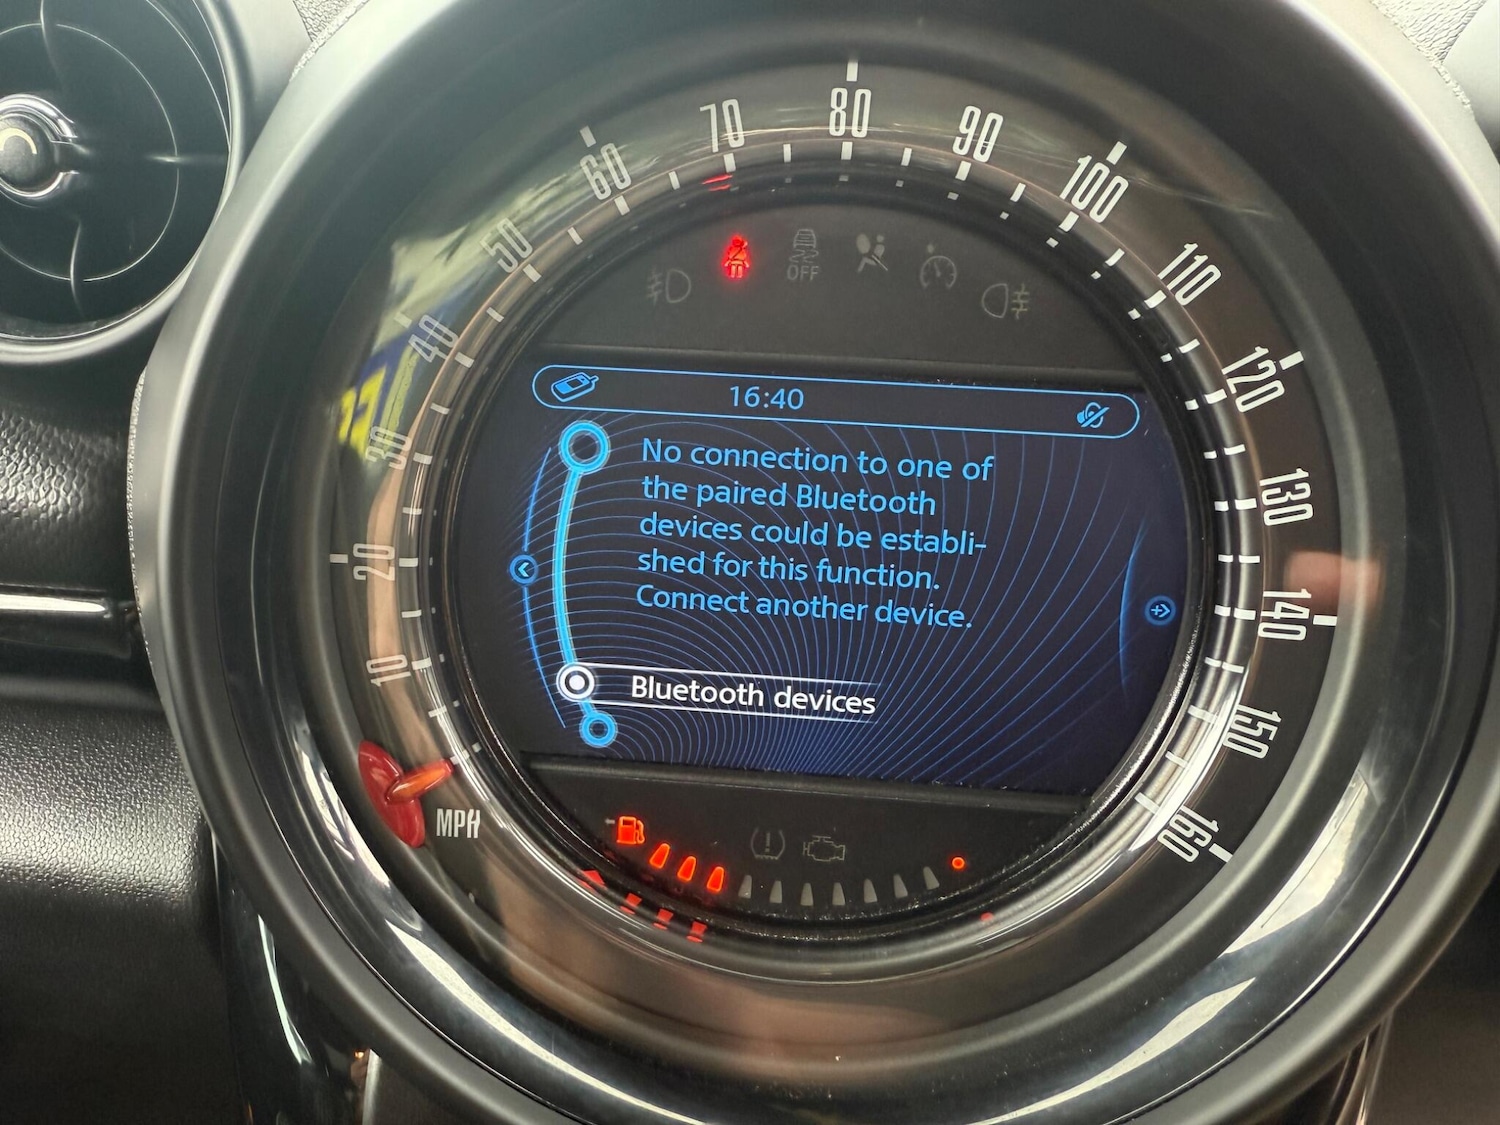 80
70
90
60
100
50
110
40
120
30
130
20
140
10
150
MPH
160
OFF
16:40
No connection to one of
the paired Bluetooth
devices could be establi-
shed for this function.
Connect another device.
Bluetooth devices